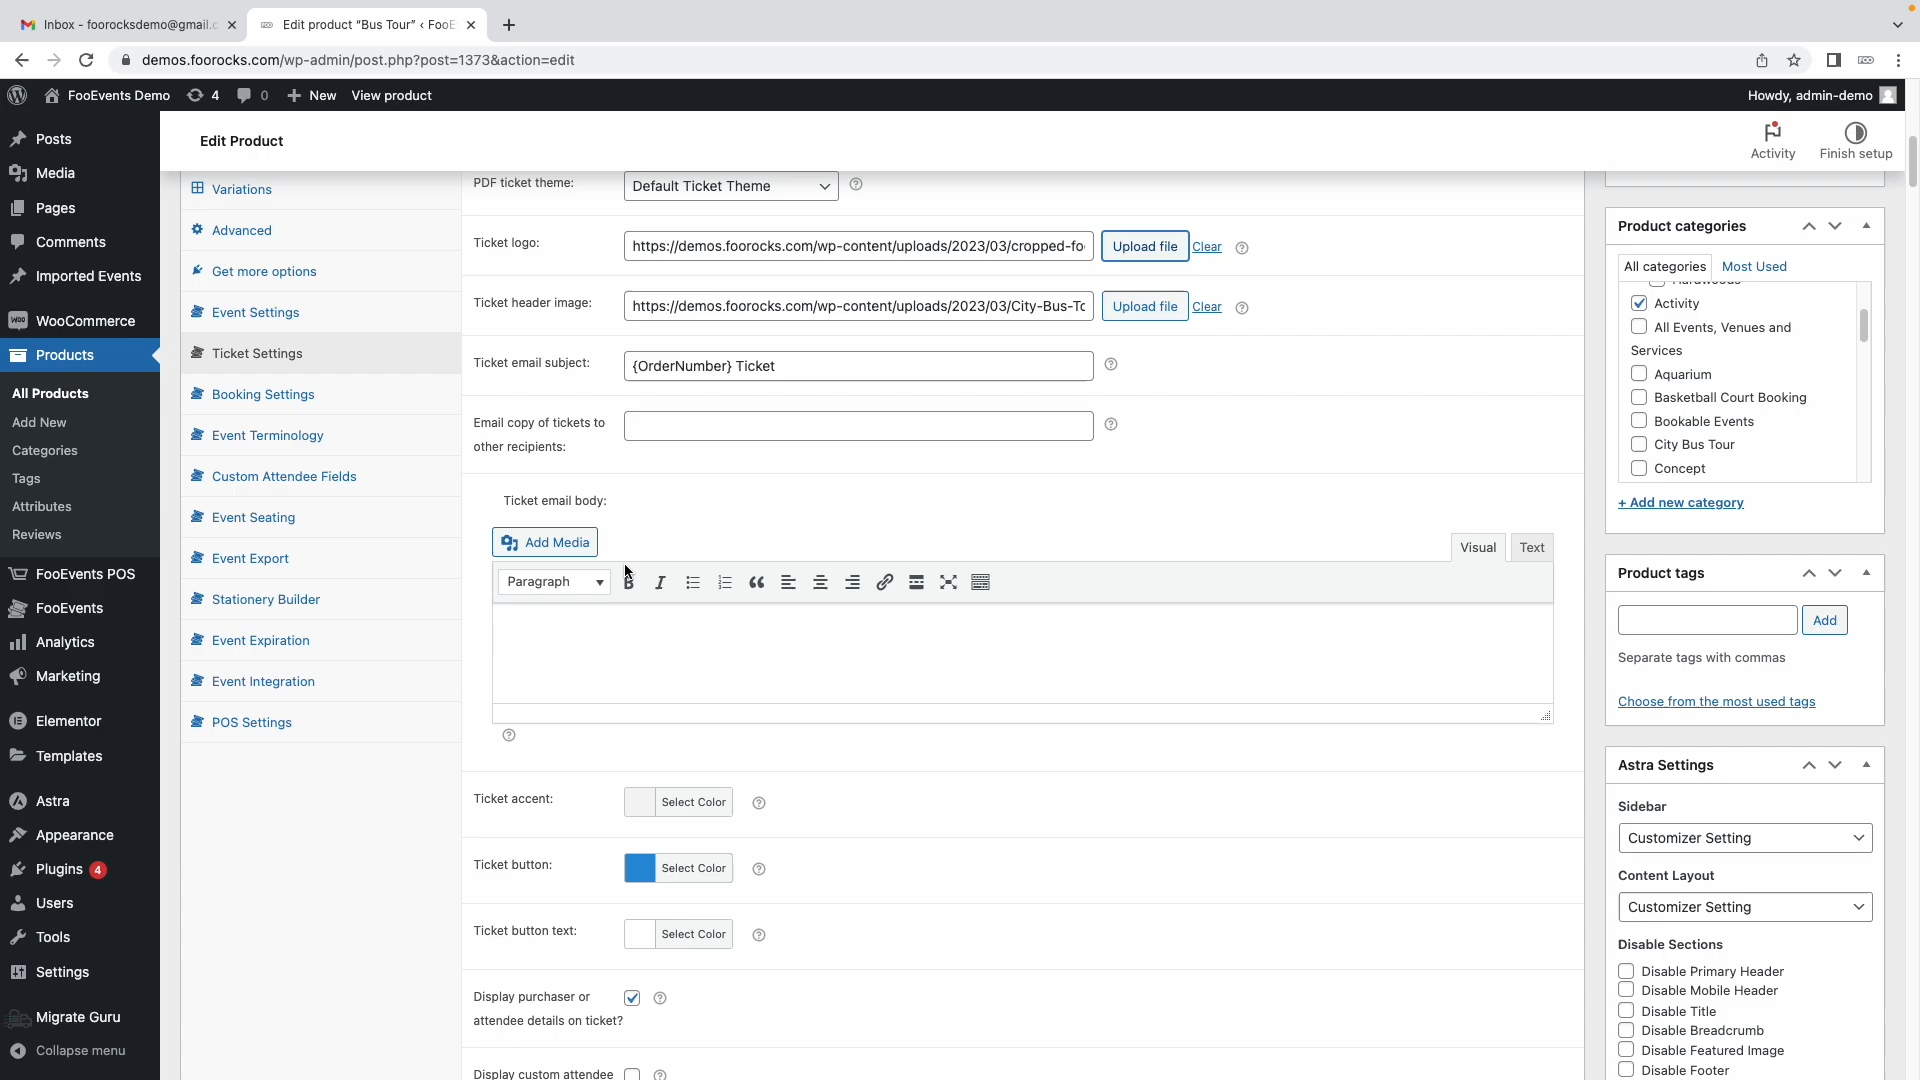 Inbox - foorocksdemo@gmail.c
Edit product “Bus Tour” ‹ FooE
demos.foorocks.com/wp-admin/post.php?post=1373&action=edit
FooEvents Demo
4
0
New
View product
Howdy, admin-demo
Edit Product
Activity
Finish setup
Posts
Media
Pages
Comments
Imported Events
WooCommerce
Products
All Products
Add New
Categories
Tags
Attributes
Reviews
FooEvents POS
FooEvents
Analytics
Marketing
Elementor
Templates
Astra
Appearance
Plugins 4
Users
Tools
Settings
Migrate Guru
Collapse menu
Variations
Advanced
Get more options
Event Settings
Ticket Settings
Booking Settings
Event Terminology
Custom Attendee Fields
Event Seating
Event Export
Stationery Builder
Event Expiration
Event Integration
POS Settings
PDF ticket theme:
Default Ticket Theme
Ticket logo:
https://demos.foorocks.com/wp-content/uploads/2023/03/cropped-fo
Upload file
Clear
Ticket header image:
https://demos.foorocks.com/wp-content/uploads/2023/03/City-Bus-To
Upload file
Clear
Ticket email subject:
{OrderNumber} Ticket
Email copy of tickets to
other recipients:
Ticket email body:
Add Media
Visual
Text
Paragraph
Ticket accent:
Select Color
Ticket button:
Select Color
Ticket button text:
Select Color
Display purchaser or
attendee details on ticket?
Display custom attendee
Product categories
All categories
Most Used
Hardwoods
Activity
All Events, Venues and
Services
Aquarium
Basketball Court Booking
Bookable Events
City Bus Tour
Concept
+ Add new category
Product tags
Add
Separate tags with commas
Choose from the most used tags
Astra Settings
Sidebar
Customizer Setting
Content Layout
Customizer Setting
Disable Sections
Disable Primary Header
Disable Mobile Header
Disable Title
Disable Breadcrumb
Disable Featured Image
Disable Footer